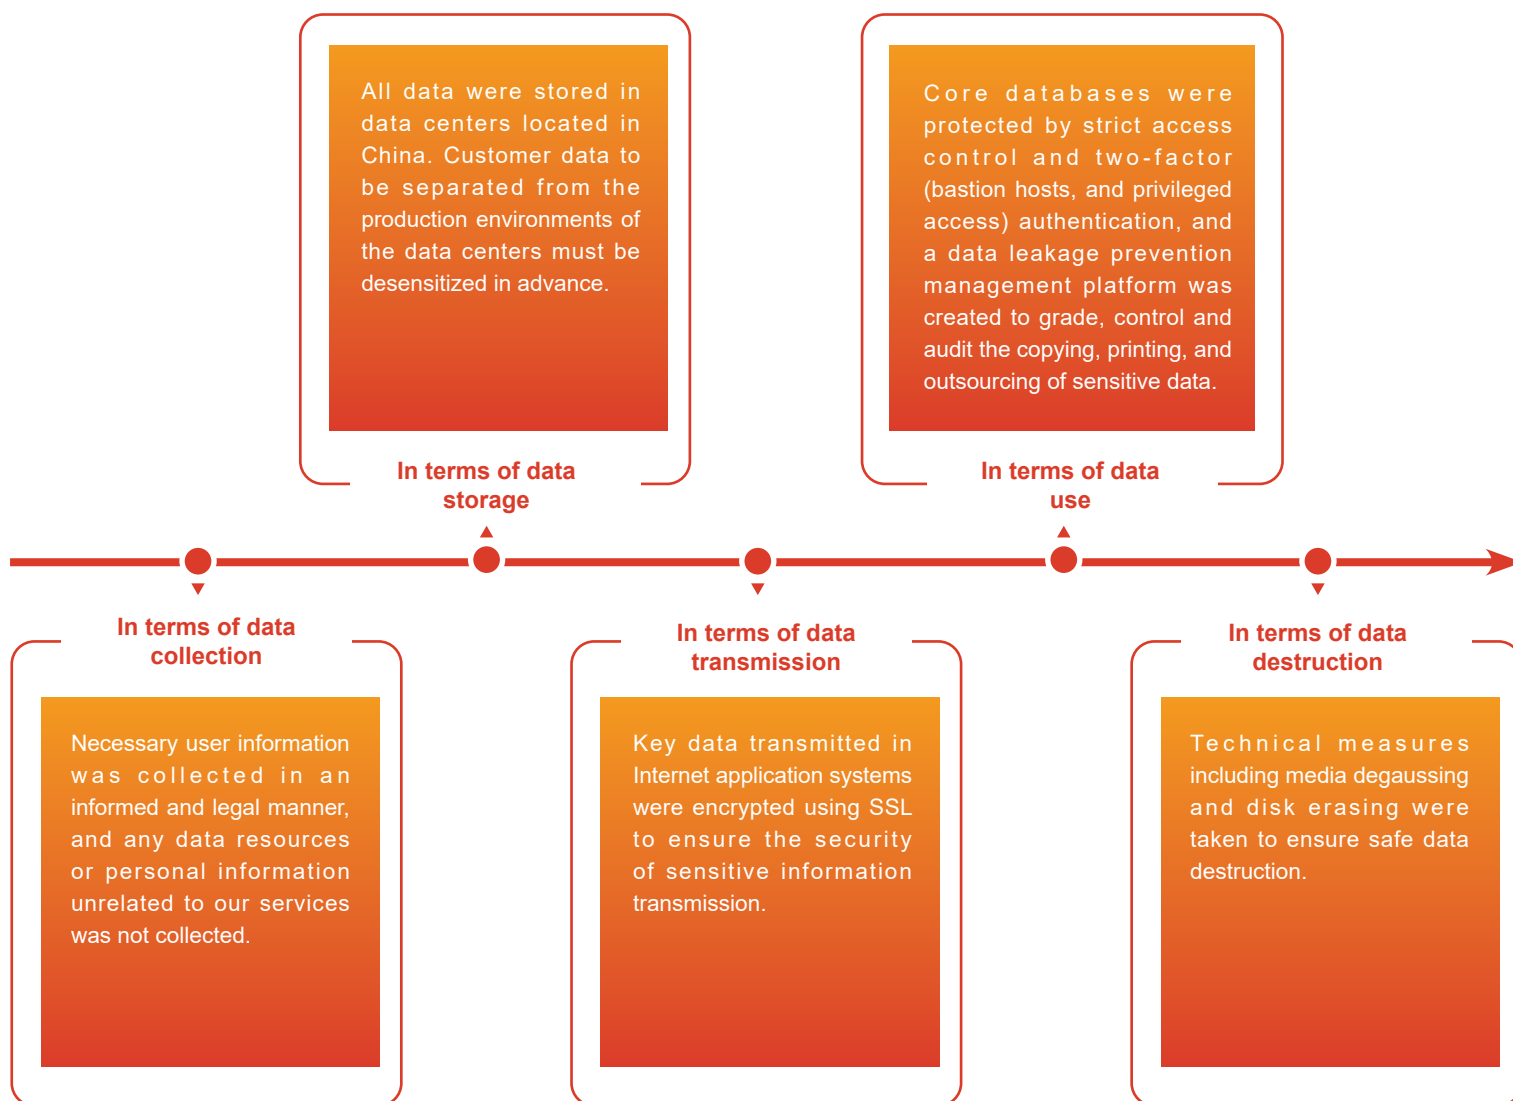 All data were stored in
data centers located in
China. Customer data to
be separated from the
production environments of
the data centers must be
desensitized in advance.
In terms of data
storage
Core databases were
protected by strict access
control and two-factor
(bastion hosts, and privileged
access) authentication, and
a data leakage prevention
management platform was
created to grade, control and
audit the copying, printing, and
outsourcing of sensitive data.
In terms of data
use
In terms of data
collection
Necessary user information
was collected in an
informed and legal manner,
and any data resources
or personal information
unrelated to our services
was not collected.
In terms of data
transmission
Key data transmitted in
Internet application systems
were encrypted using SSL
to ensure the security
of sensitive information
transmission.
In terms of data
destruction
Technical measures
including media degaussing
and disk erasing were
taken to ensure safe data
destruction.